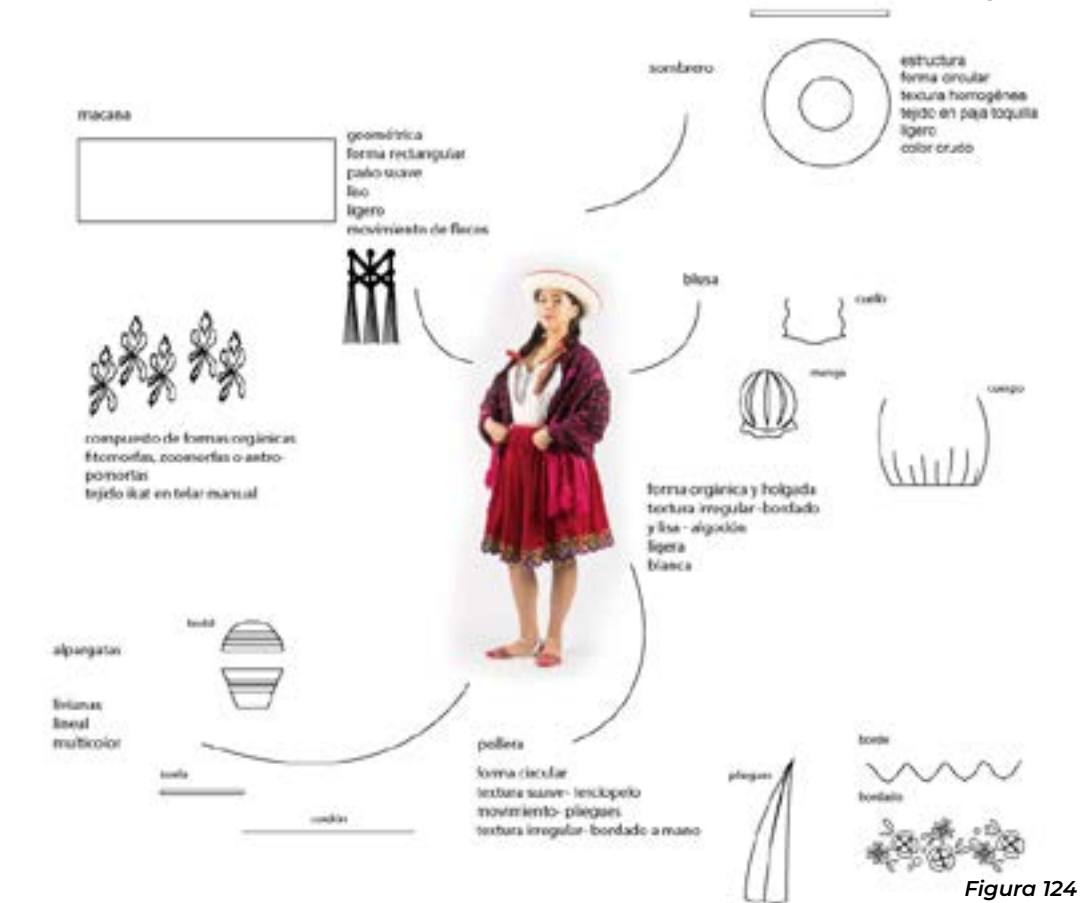 sombrero
estructura
forma circular
textura homogénea
tejido en paja toquilla
ligero
color crudo
macana
geométrica
forma rectangular
paño suave
liso
ligero
movimiento de flecos
blusa
cuello
manga
cuerpo
compuesto de formas orgánicas
fitomorfas, zoomorfas o antro-
pomorfas
tejido ikat en telar manual
forma orgánica y holgada
textura irregular -bordado
y lisa - algodón
ligera
blanca
alpargatas
livianas
lineal
multicolor
suela
cordón
pollera
forma circular
textura suave- terciopelo
movimiento- pliegues
textura irregular- bordado a mano
pliegues
borde
bordado
Figura 124